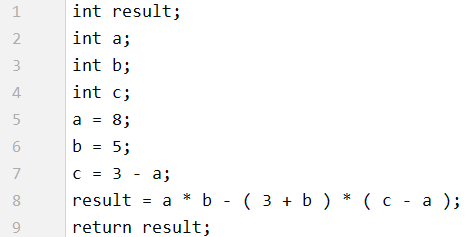 1 int result;
2 int a;
3 int b;
4 int c;
5 a = 8;
6 b = 5;
7 c = 3 - a;
8 result = a * b - ( 3 + b ) * ( c - a );
9 return result;